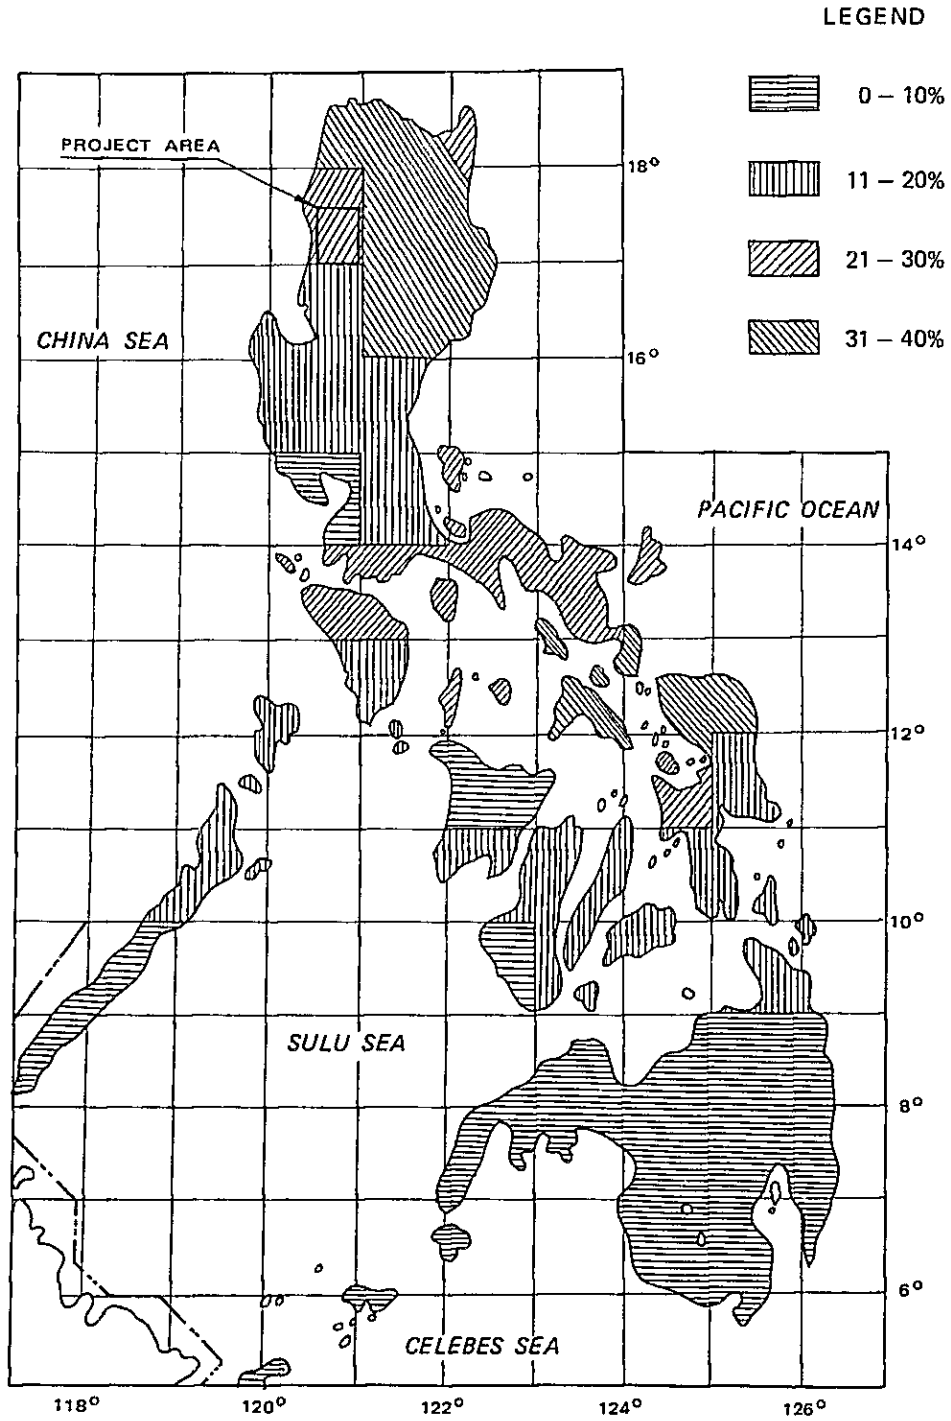 LEGEND
0 – 10%
PROJECT AREA
18°
11 – 20%
21 – 30%
CHINA SEA
31 – 40%
16°
PACIFIC OCEAN
14°
12°
10°
SULU SEA
8°
6°
CELEBES SEA
118° 120° 122° 124° 126°